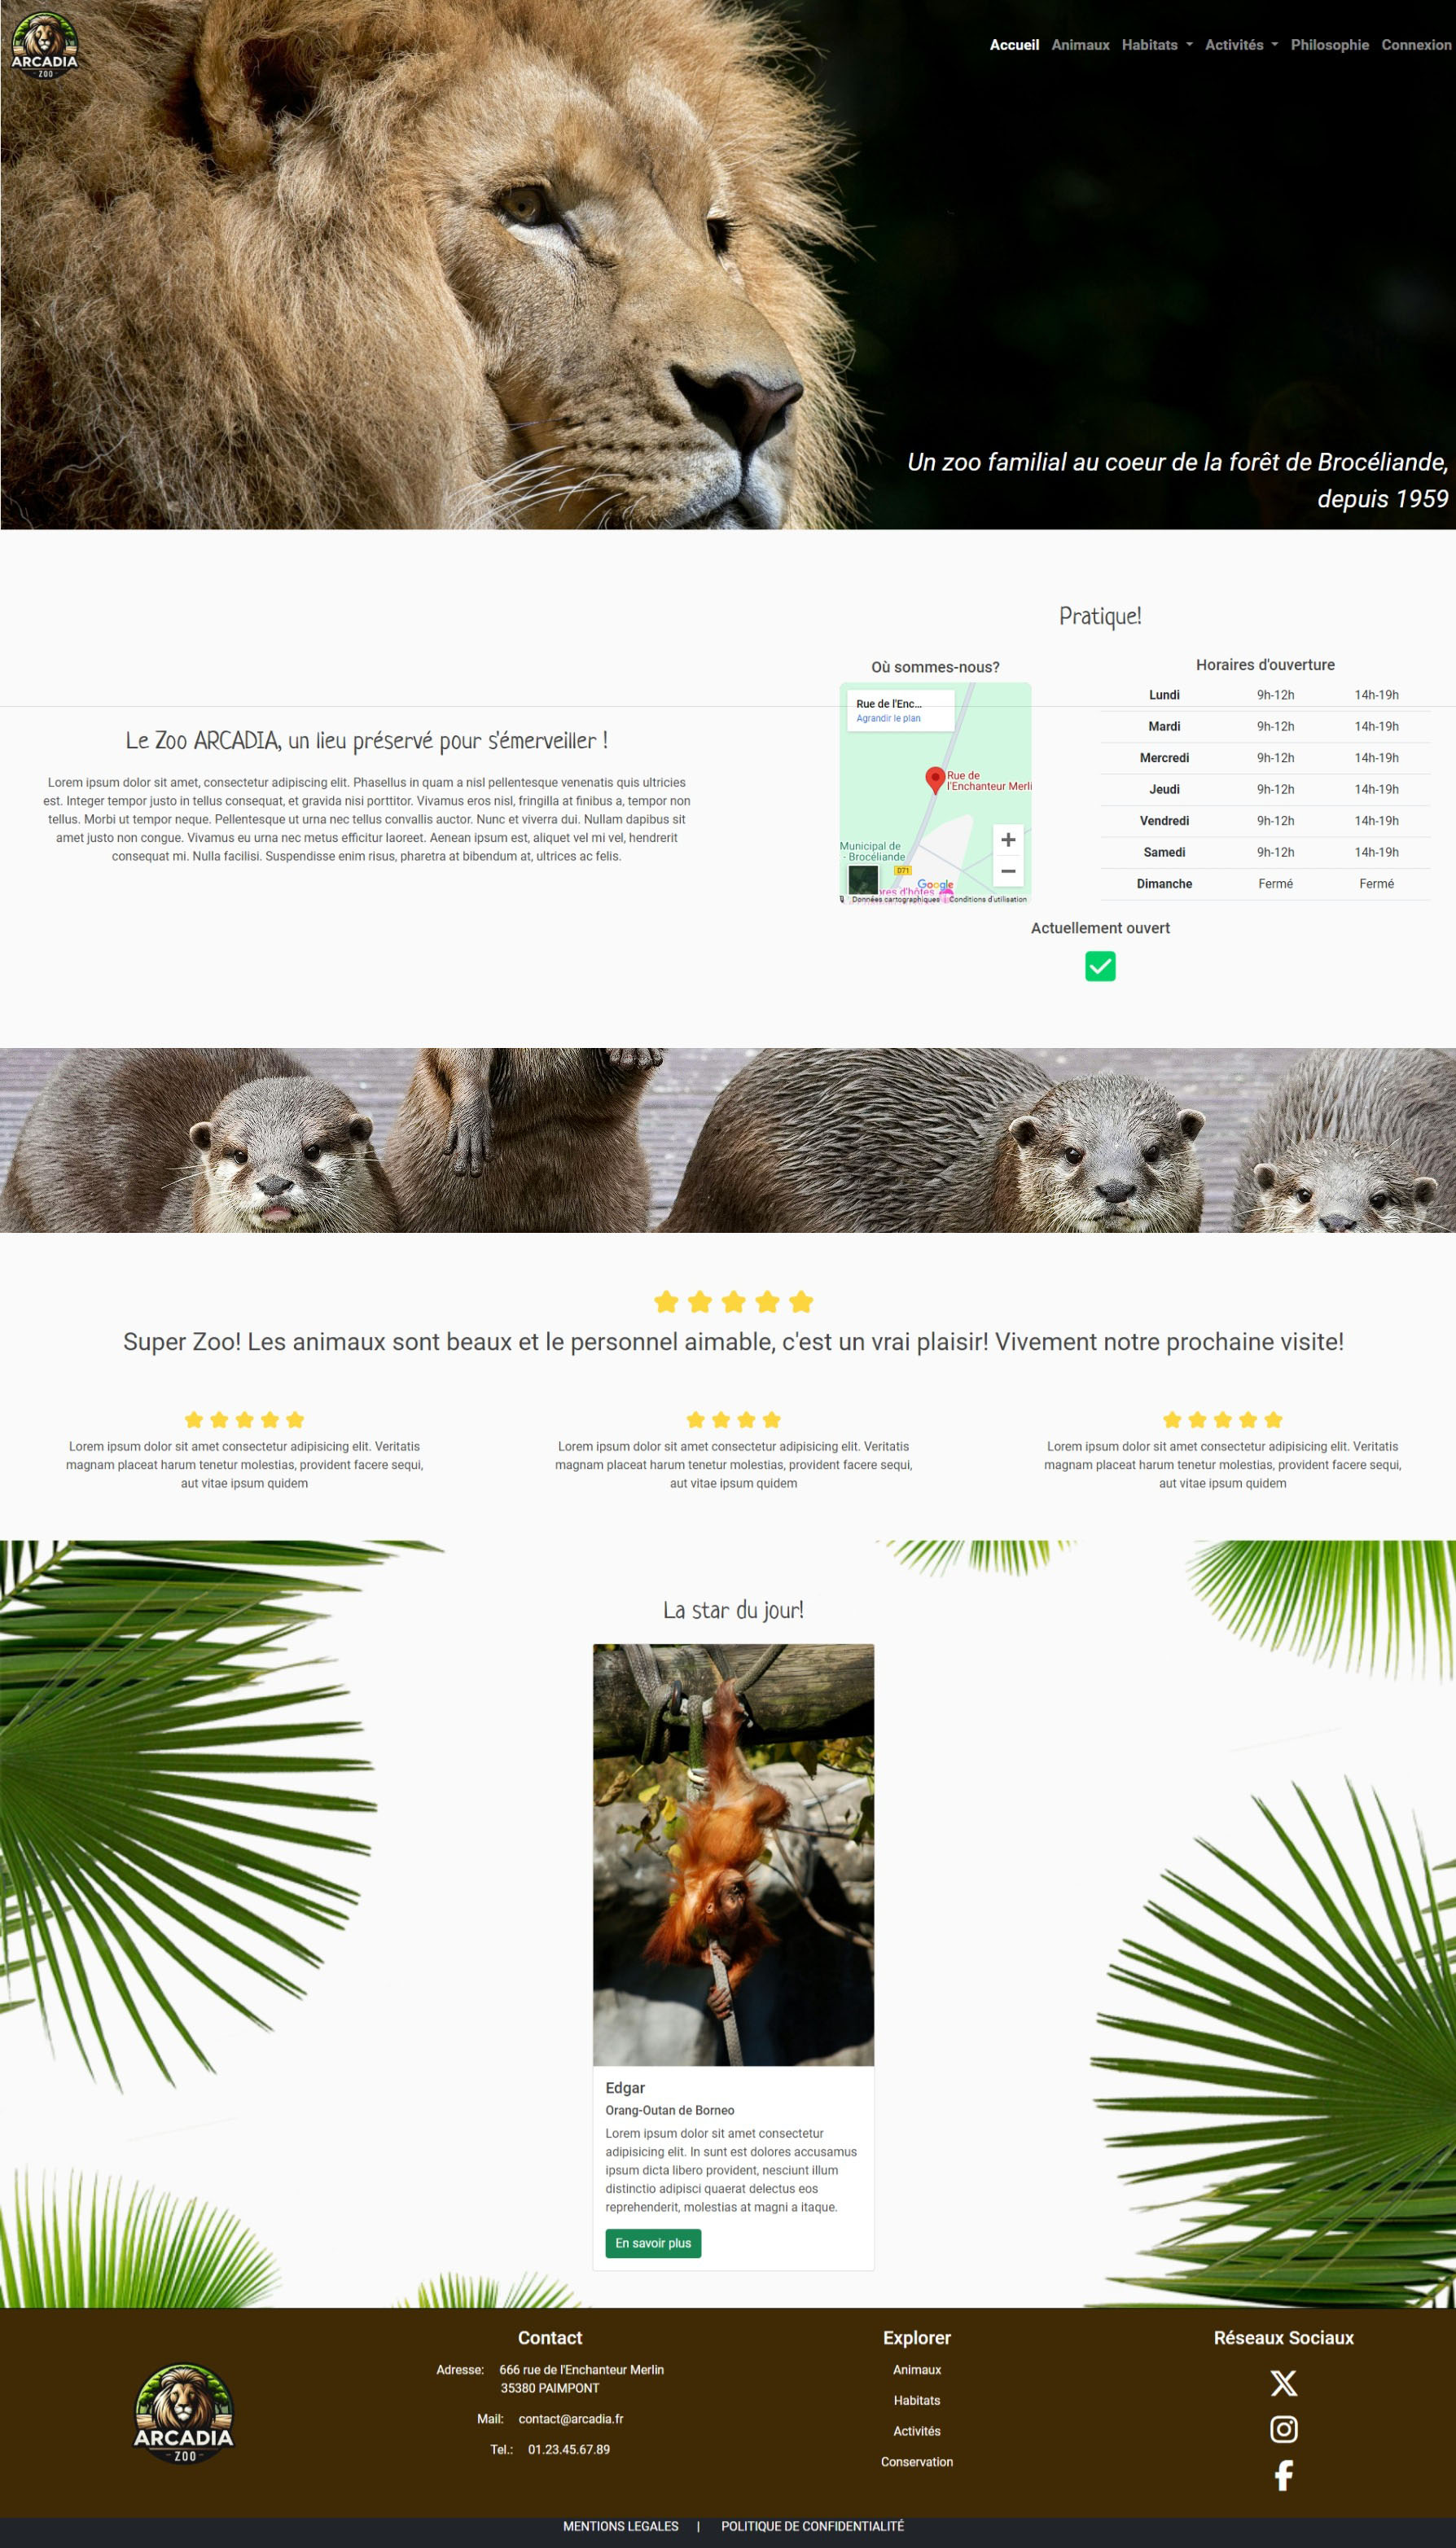 ARCADIA
ZOO
Accueil Animaux Habitats Activités Philosophie Connexion
Un zoo familial au coeur de la forêt de Brocéliande,
depuis 1959
Le Zoo ARCADIA, un lieu préservé pour s'émerveiller !
Lorem ipsum dolor sit amet, consectetur adipiscing elit. Phasellus in quam a nisl pellentesque venenatis quis ultricies
est. Integer tempor justo in tellus consequat, et gravida nisi porttitor. Vivamus eros nisl, fringilla at finibus a, tempor non
tellus. Morbi ut tempor neque. Pellentesque ut urna nec tellus convallis auctor. Nunc et viverra dui. Nullam dapibus sit
amet justo non congue. Vivamus eu urna nec metus efficitur laoreet. Aenean ipsum est, aliquet vel mi vel, hendrerit
consequat mi. Nulla facilisi. Suspendisse enim risus, pharetra at bibendum at, ultrices ac felis.
Pratique!
Où sommes-nous?
Rue de l'Enc...
Agrandir le plan
Rue de
l'Enchanteur Merli
Municipal de
- Brocéliande
D71
Google
res d'hôtes
Données cartographiques Conditions d'utilisation
Horaires d'ouverture
Lundi 9h-12h 14h-19h
Mardi 9h-12h 14h-19h
Mercredi 9h-12h 14h-19h
Jeudi 9h-12h 14h-19h
Vendredi 9h-12h 14h-19h
Samedi 9h-12h 14h-19h
Dimanche Fermé Fermé
Actuellement ouvert
Super Zoo! Les animaux sont beaux et le personnel aimable, c'est un vrai plaisir! Vivement notre prochaine visite!
Lorem ipsum dolor sit amet consectetur adipisicing elit. Veritatis
magnam placeat harum tenetur molestias, provident facere sequi,
aut vitae ipsum quidem
Lorem ipsum dolor sit amet consectetur adipisicing elit. Veritatis
magnam placeat harum tenetur molestias, provident facere sequi,
aut vitae ipsum quidem
Lorem ipsum dolor sit amet consectetur adipisicing elit. Veritatis
magnam placeat harum tenetur molestias, provident facere sequi,
aut vitae ipsum quidem
La star du jour!
Edgar
Orang-Outan de Borneo
Lorem ipsum dolor sit amet consectetur
adipisicing elit. In sunt est dolores accusamus
ipsum dicta libero provident, nesciunt illum
distinctio adipisci quaerat delectus eos
reprehenderit, molestias at magni a itaque.
En savoir plus
ARCADIA
ZOO
Contact
Adresse: 666 rue de l'Enchanteur Merlin
35380 PAIMPONT
Mail: contact@arcadia.fr
Tel.: 01.23.45.67.89
Explorer
Animaux
Habitats
Activités
Conservation
Réseaux Sociaux
MENTIONS LEGALES | POLITIQUE DE CONFIDENTIALITÉ